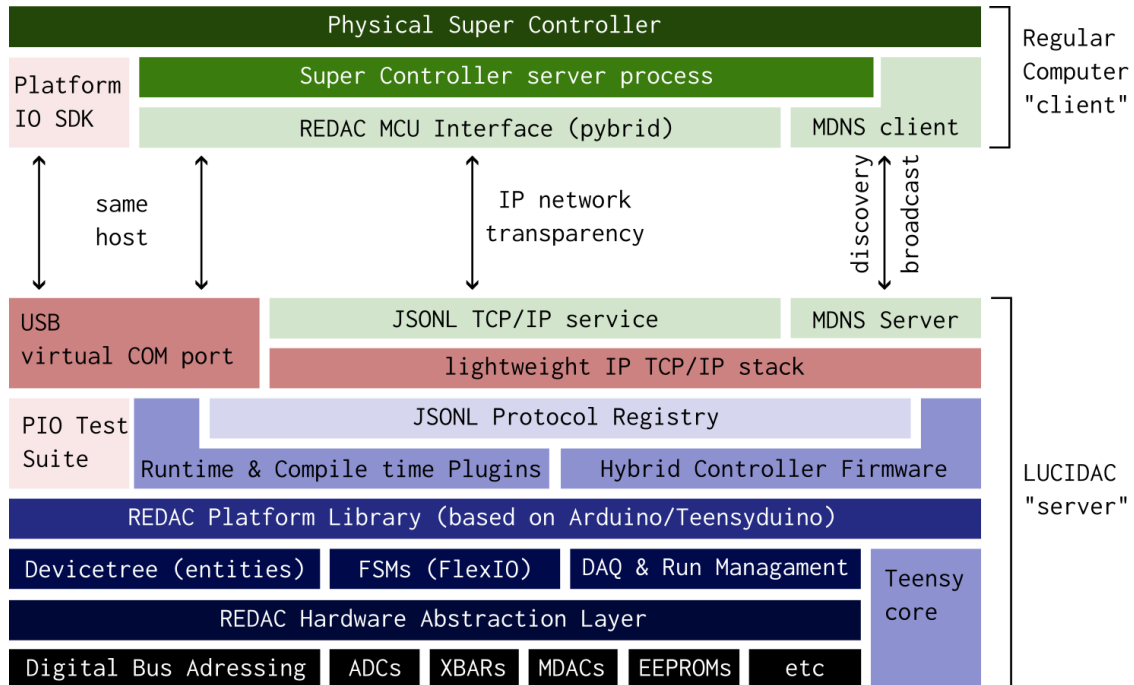 Physical Super Controller
Super Controller server process
Platform
IO SDK
REDAC MCU Interface (pybrid)
MDNS client
Regular
Computer
"client"
same
host
IP network
transparency
discovery
broadcast
USB
virtual COM port
JSONL TCP/IP service
MDNS Server
lightweight IP TCP/IP stack
PIO Test
Suite
JSONL Protocol Registry
Runtime & Compile time Plugins
Hybrid Controller Firmware
LUCIDAC
"server"
REDAC Platform Library (based on Arduino/Teensyduino)
Devicetree (entities)
FSMs (FlexIO)
DAQ & Run Managament
Teensy
core
REDAC Hardware Abstraction Layer
Digital Bus Adressing
ADCs
XBARs
MDACs
EEPROMs
etc